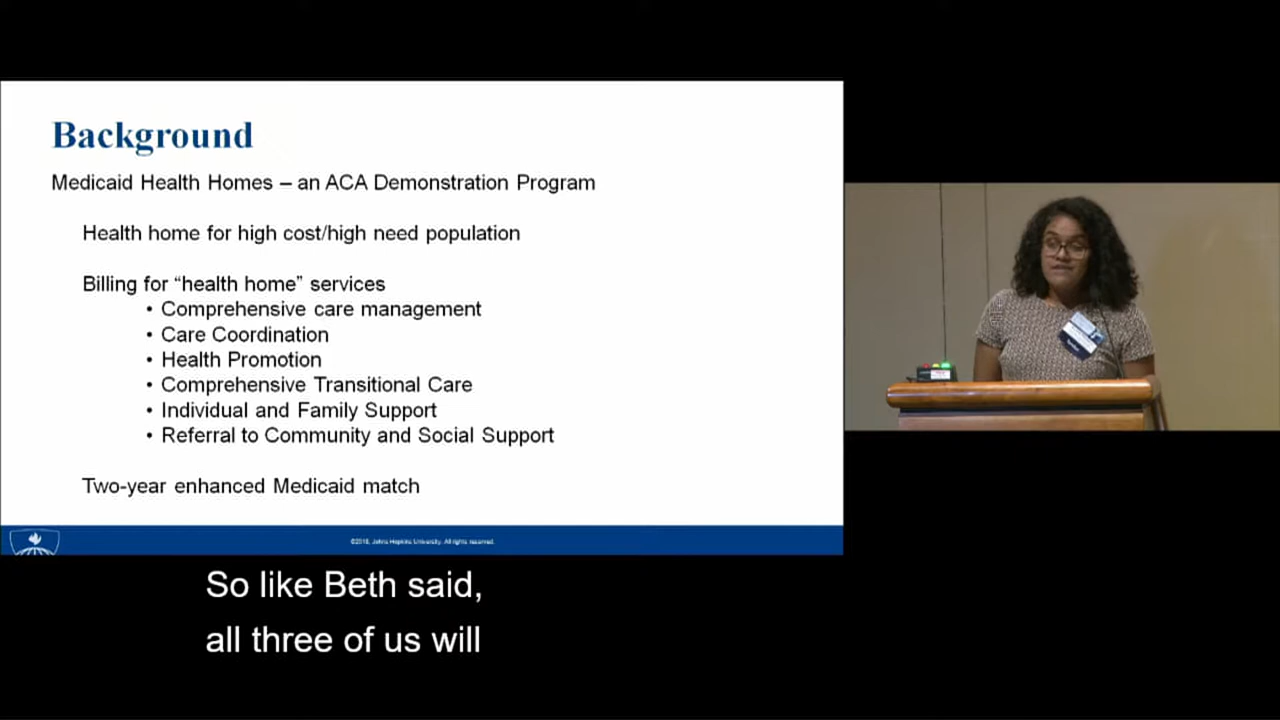 Background
Medicaid Health Homes – an ACA Demonstration Program
Health home for high cost/high need population
Billing for “health home” services
• Comprehensive care management
• Care Coordination
• Health Promotion
• Comprehensive Transitional Care
• Individual and Family Support
• Referral to Community and Social Support
Two-year enhanced Medicaid match
©2018, Johns Hopkins University. All rights reserved.
So like Beth said,
all three of us will